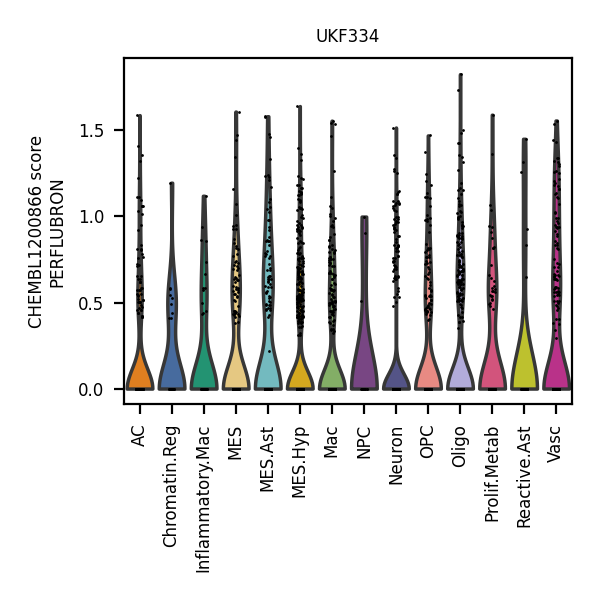 UKF334
CHEMBL1200866 score
PERFLUBRON
1.5
1.0
0.5
0.0
AC
Chromatin.Reg
Inflammatory.Mac
MES
MES.Ast
MES.Hyp
Mac
NPC
Neuron
OPC
Oligo
Prolif.Metab
Reactive.Ast
Vasc